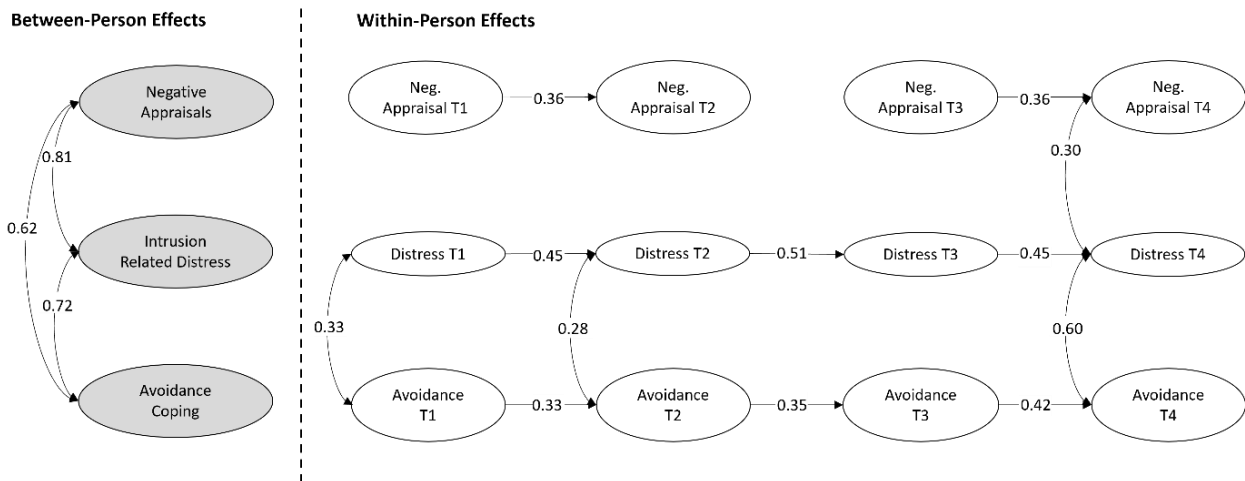 Between-Person Effects
Within-Person Effects
Negative
Appraisals
Neg.
Appraisal T1
0.36
Neg.
Appraisal T2
Neg.
Appraisal T3
0.36
Neg.
Appraisal T4
0.81
0.30
0.62
Intrusion
Related Distress
Distress T1
0.45
Distress T2
0.51
Distress T3
0.45
Distress T4
0.72
0.33
0.28
0.60
Avoidance
Coping
Avoidance
T1
0.33
Avoidance
T2
0.35
Avoidance
T3
0.42
Avoidance
T4